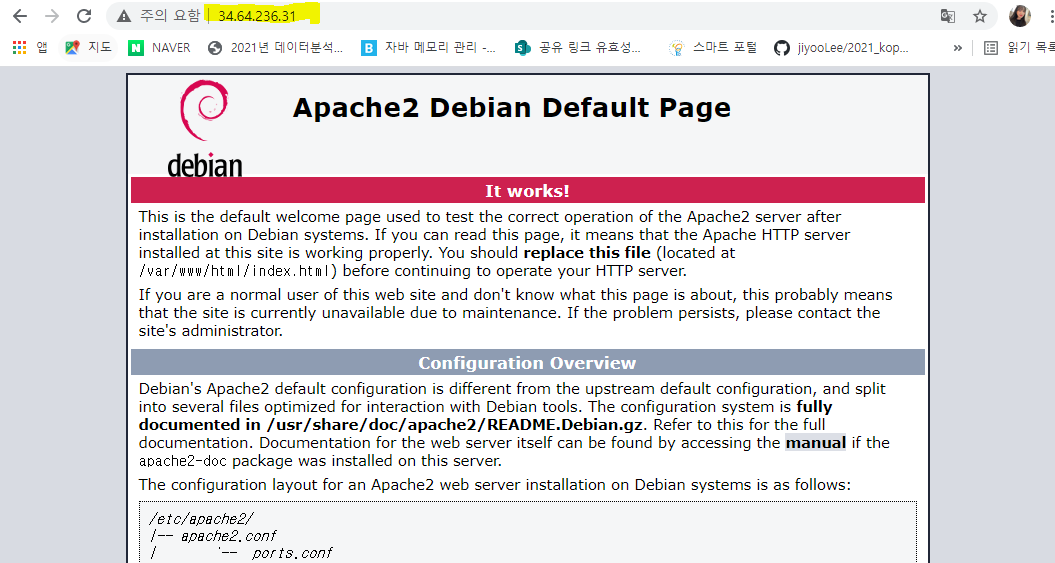 주의 요함 | 34.64.236.31
앱 지도 NAVER 2021년 데이터분석... 자바 메모리 관리 -... 공유 링크 유효성... 스마트 포털 jiyooLee/2021_kop... » 읽기 목록
debian
Apache2 Debian Default Page
It works!
This is the default welcome page used to test the correct operation of the Apache2 server after
installation on Debian systems. If you can read this page, it means that the Apache HTTP server
installed at this site is working properly. You should replace this file (located at
/var/www/html/index.html) before continuing to operate your HTTP server.
If you are a normal user of this web site and don't know what this page is about, this probably means
that the site is currently unavailable due to maintenance. If the problem persists, please contact the
site's administrator.
Configuration Overview
Debian's Apache2 default configuration is different from the upstream default configuration, and split
into several files optimized for interaction with Debian tools. The configuration system is fully
documented in /usr/share/doc/apache2/README.Debian.gz. Refer to this for the full
documentation. Documentation for the web server itself can be found by accessing the manual if the
apache2-doc package was installed on this server.
The configuration layout for an Apache2 web server installation on Debian systems is as follows:
/etc/apache2/
|-- apache2.conf
|       `--  ports.conf